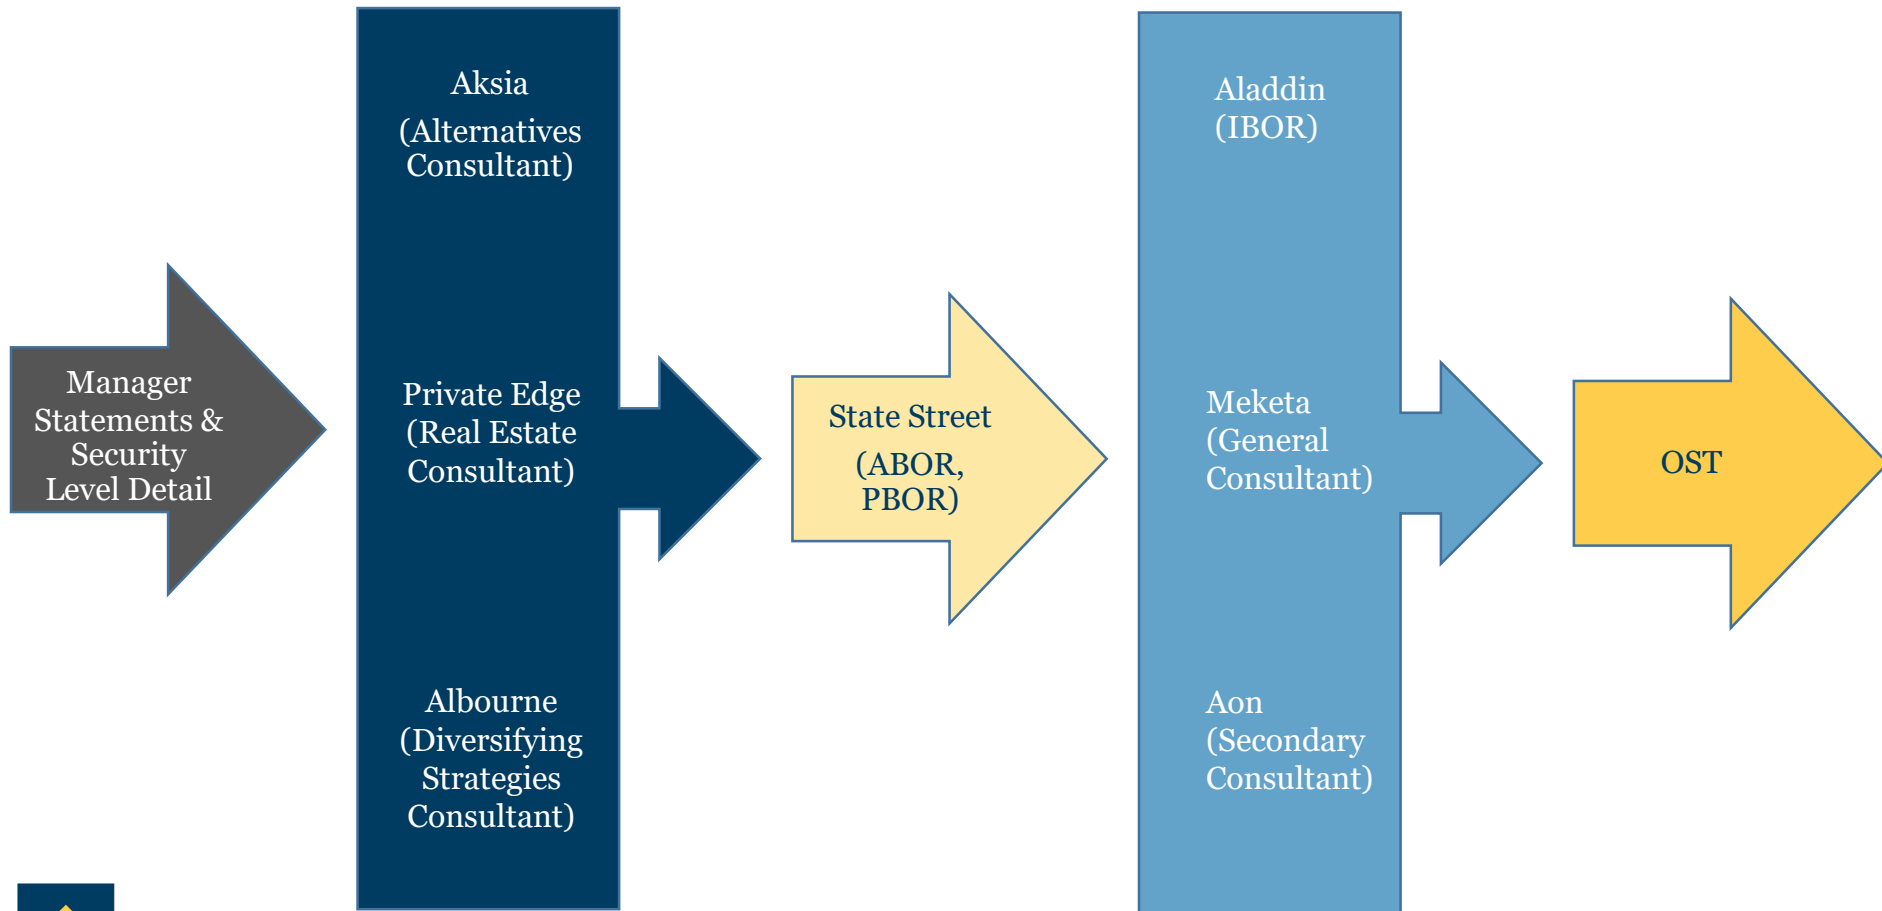 Manager
Statements &
Security
Level Detail
Aksia
(Alternatives
Consultant)
Private Edge
(Real Estate
Consultant)
Albourne
(Diversifying
Strategies
Consultant)
State Street
(ABOR,
PBOR)
Aladdin
(IBOR)
Meketa
(General
Consultant)
Aon
(Secondary
Consultant)
OST